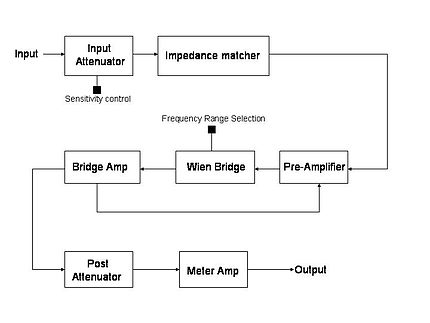 Input
Input
Attenuator
Impedance matcher
Sensitivity control
Frequency Range Selection
Bridge Amp
Wien Bridge
Pre-Amplifier
Post
Attenuator
Meter Amp
Output